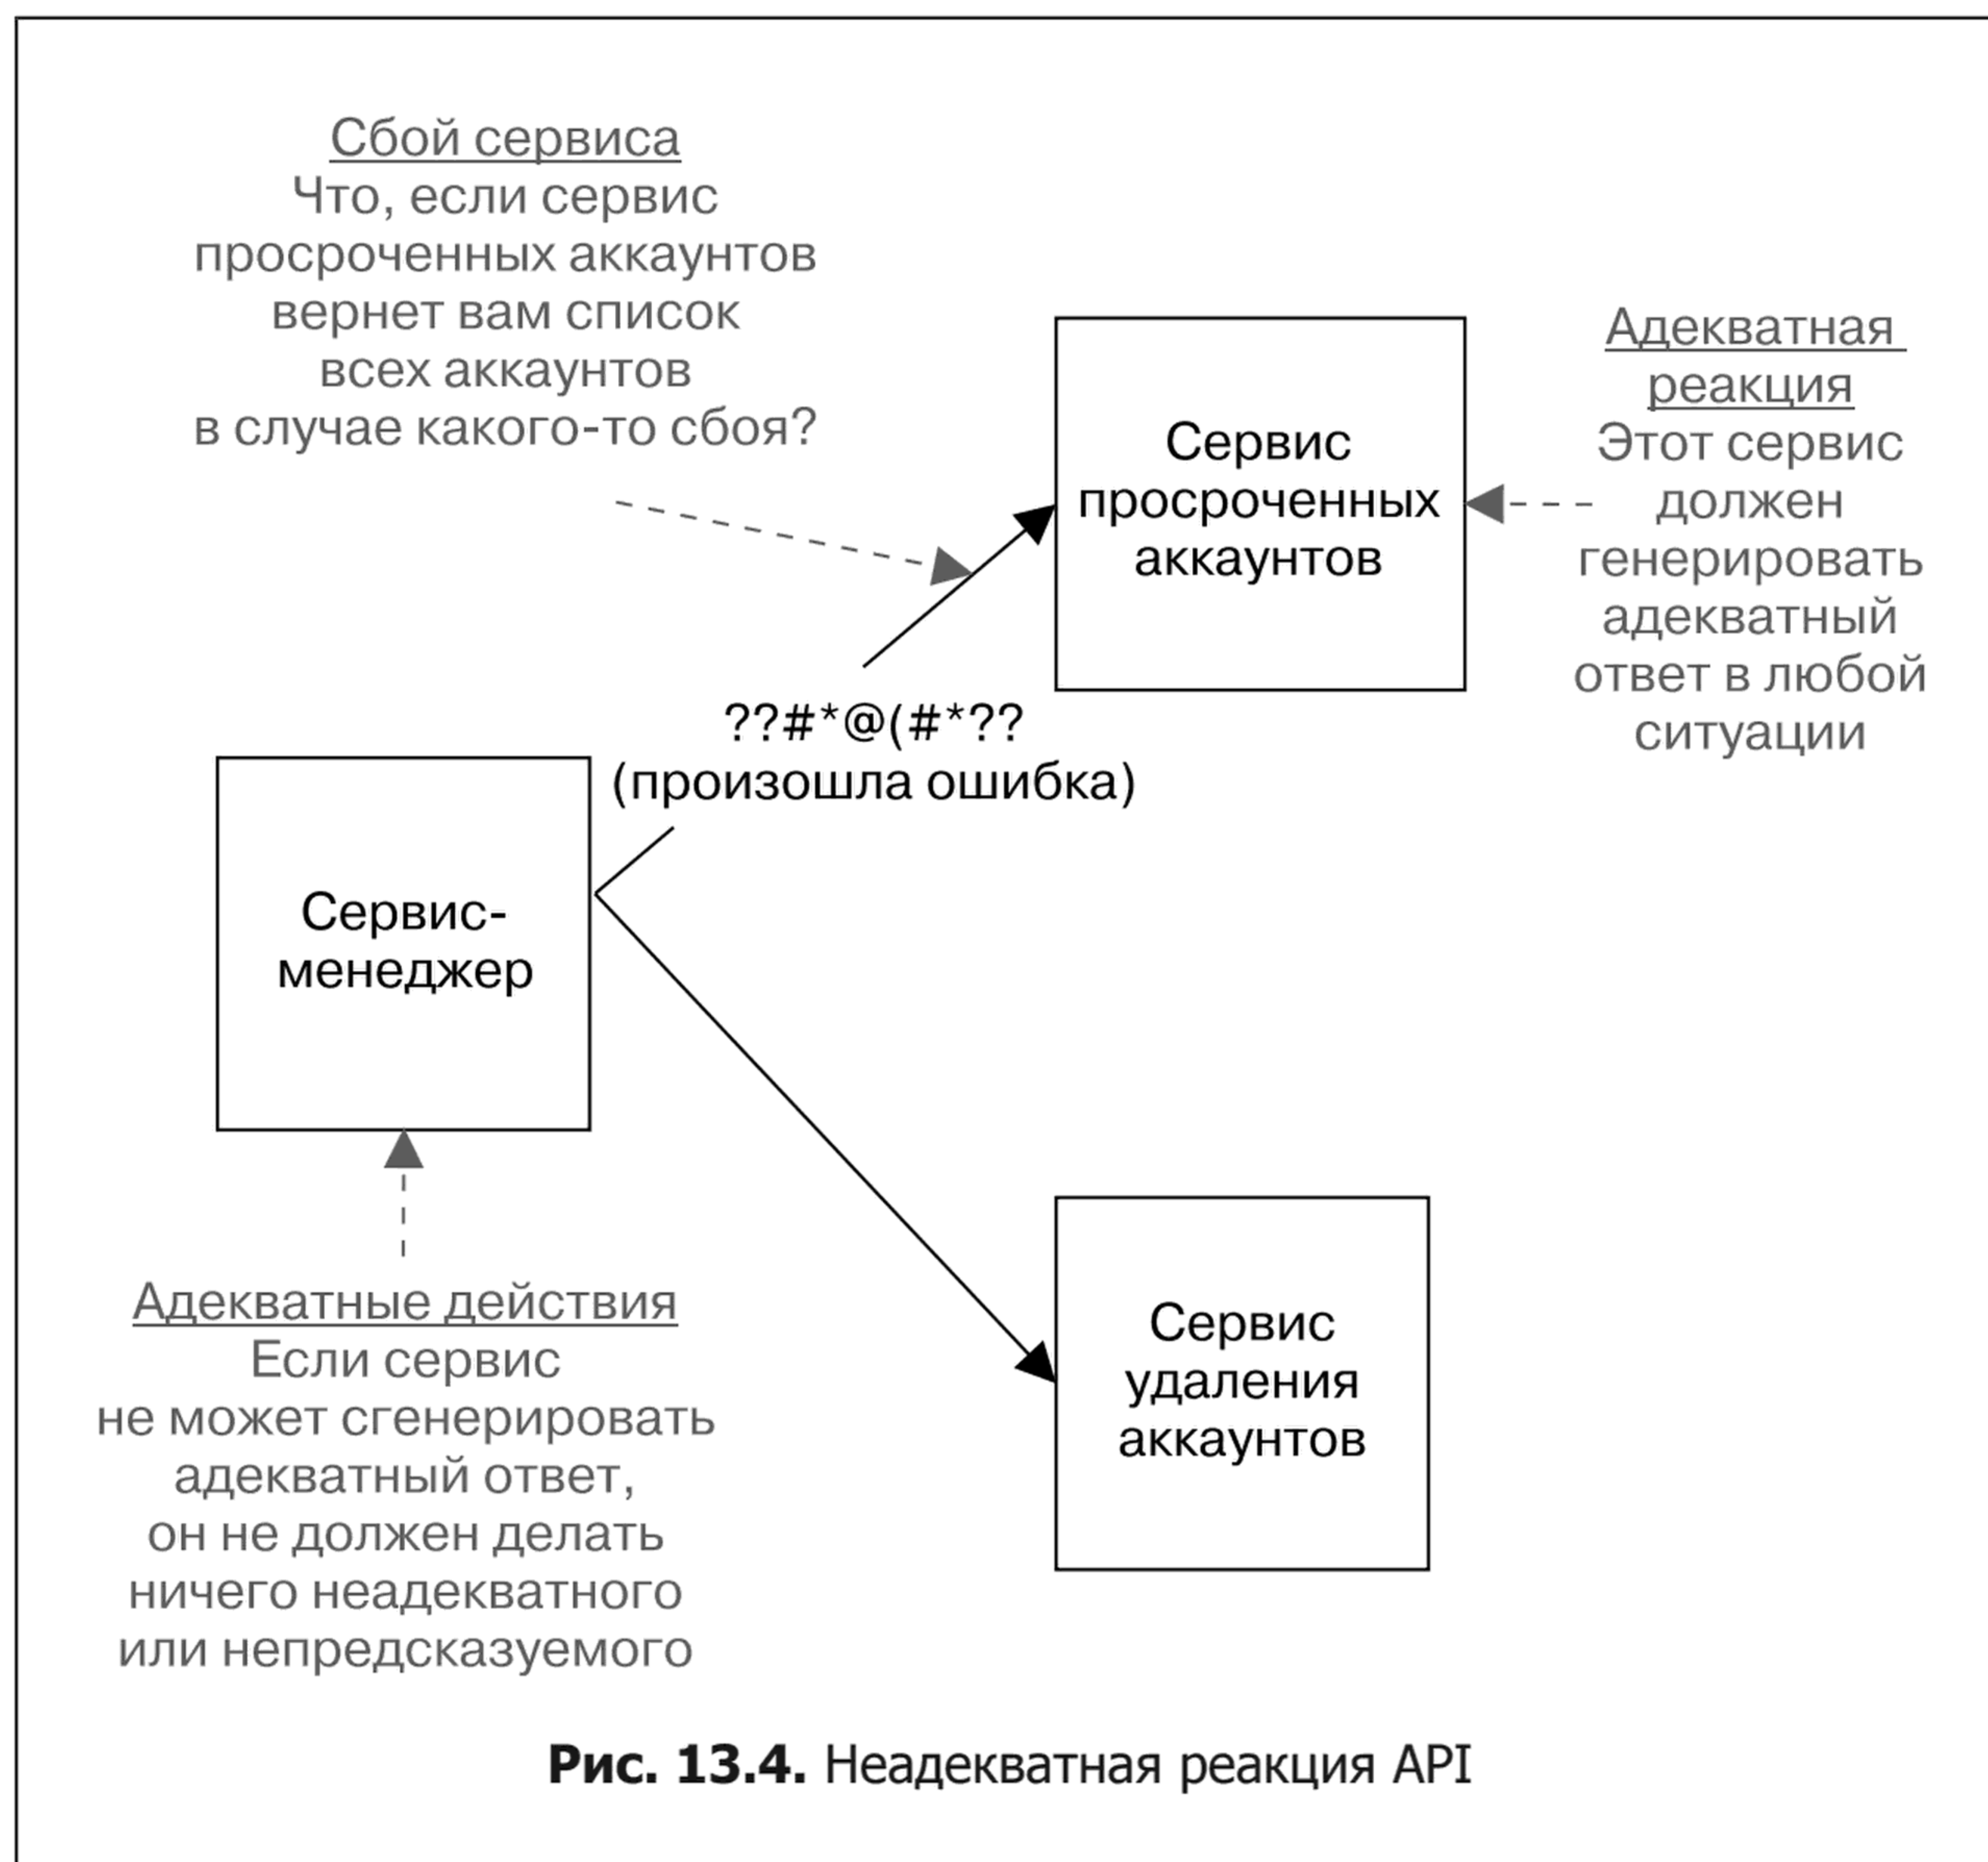 Сбой сервиса
Что, если сервис
просроченных аккаунтов
вернет вам список
всех аккаунтов
в случае какого-то сбоя?
Адекватная
реакция
Этот сервис
должен
генерировать
адекватный
ответ в любой
ситуации
Сервис
просроченных
аккаунтов
??#*@(#*??
(произошла ошибка)
Сервис-
менеджер
Адекватные действия
Если сервис
не может сгенерировать
адекватный ответ,
он не должен делать
ничего неадекватного
или непредсказуемого
Сервис
удаления
аккаунтов
Рис. 13.4. Неадекватная реакция API